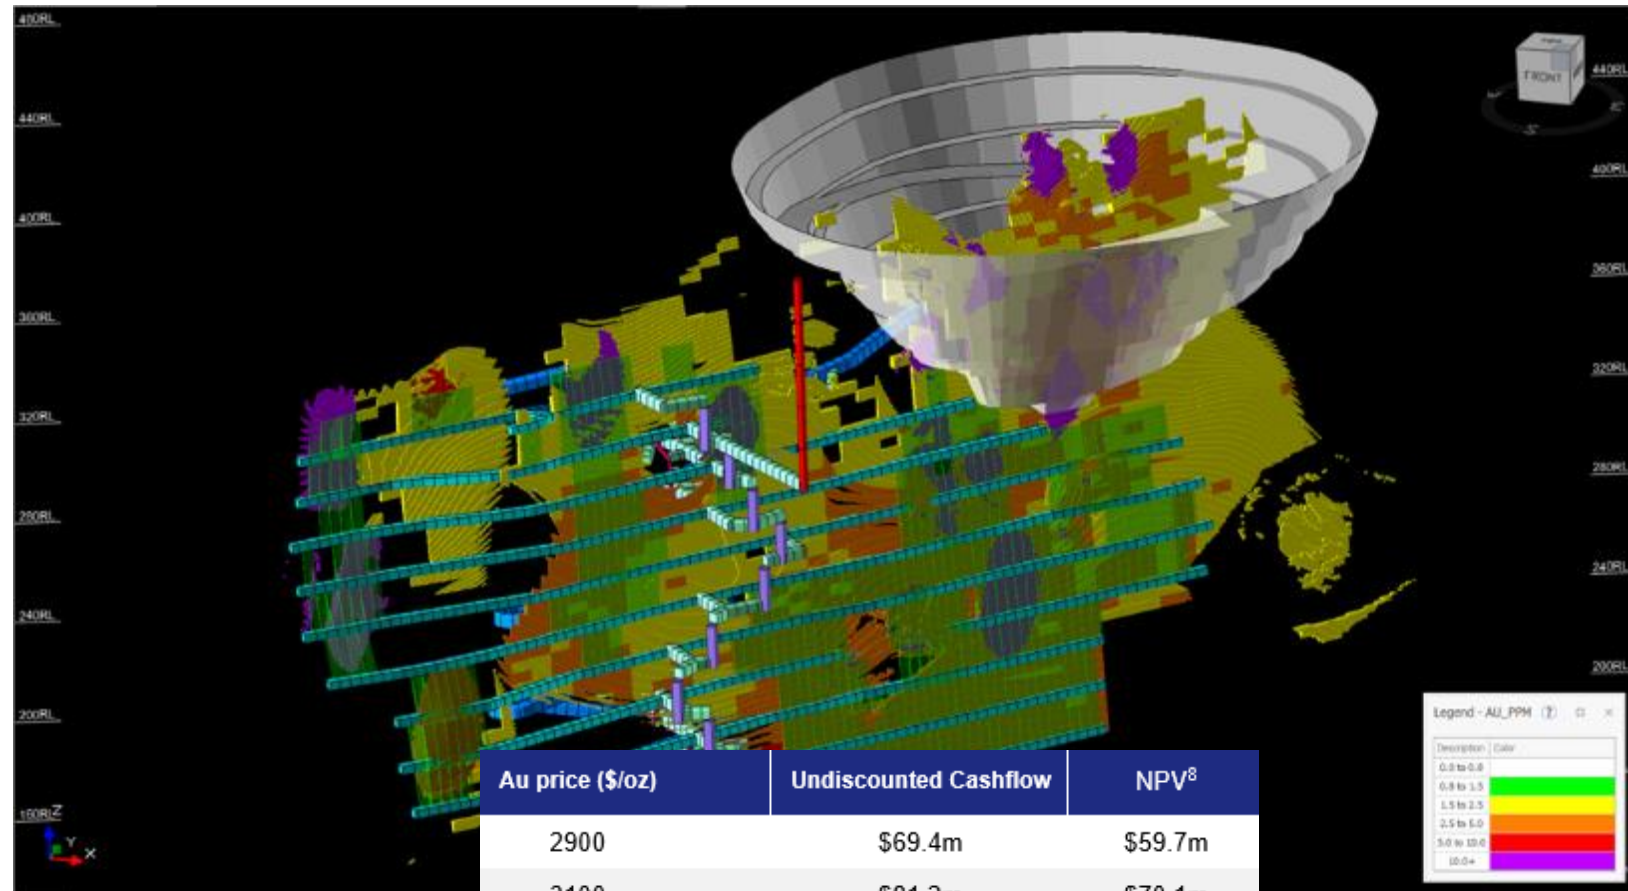 480RL
440RL
400RL
360RL
320RL
280RL
240RL
200RL
160RL
Z
Y
X
FRONT
S
440RL
400RL
360RL
320RL
280RL
240RL
200RL
Legend - AU_PPM
Description Color
0.0 to 0.8
0.8 to 1.5
1.5 to 2.5
2.5 to 5.0
5.0 to 10.0
10.0+
Au price ($/oz) Undiscounted Cashflow NPV⁸
2900 $69.4m $59.7m